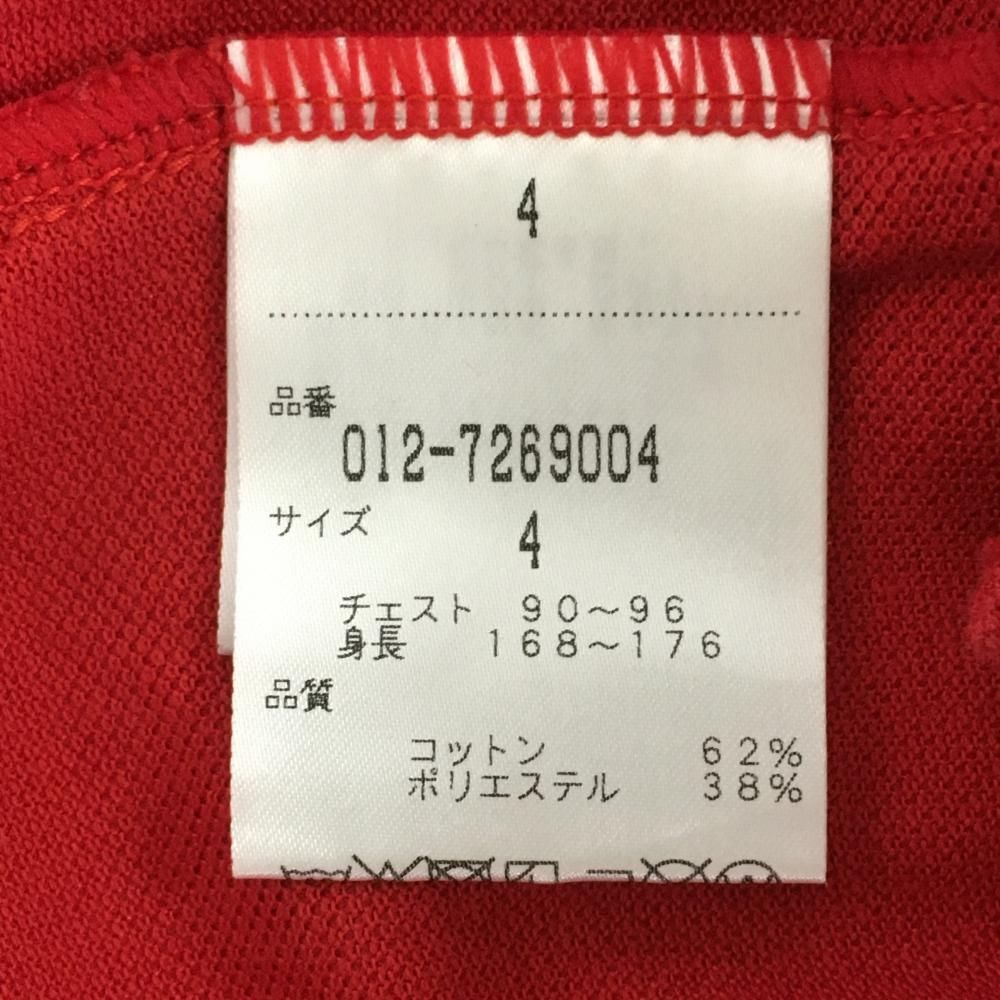 4
品番
012-7269004
サイズ 4
チェスト 90～96
身長 168～176
品質
コットン 62%
ポリエステル 38%